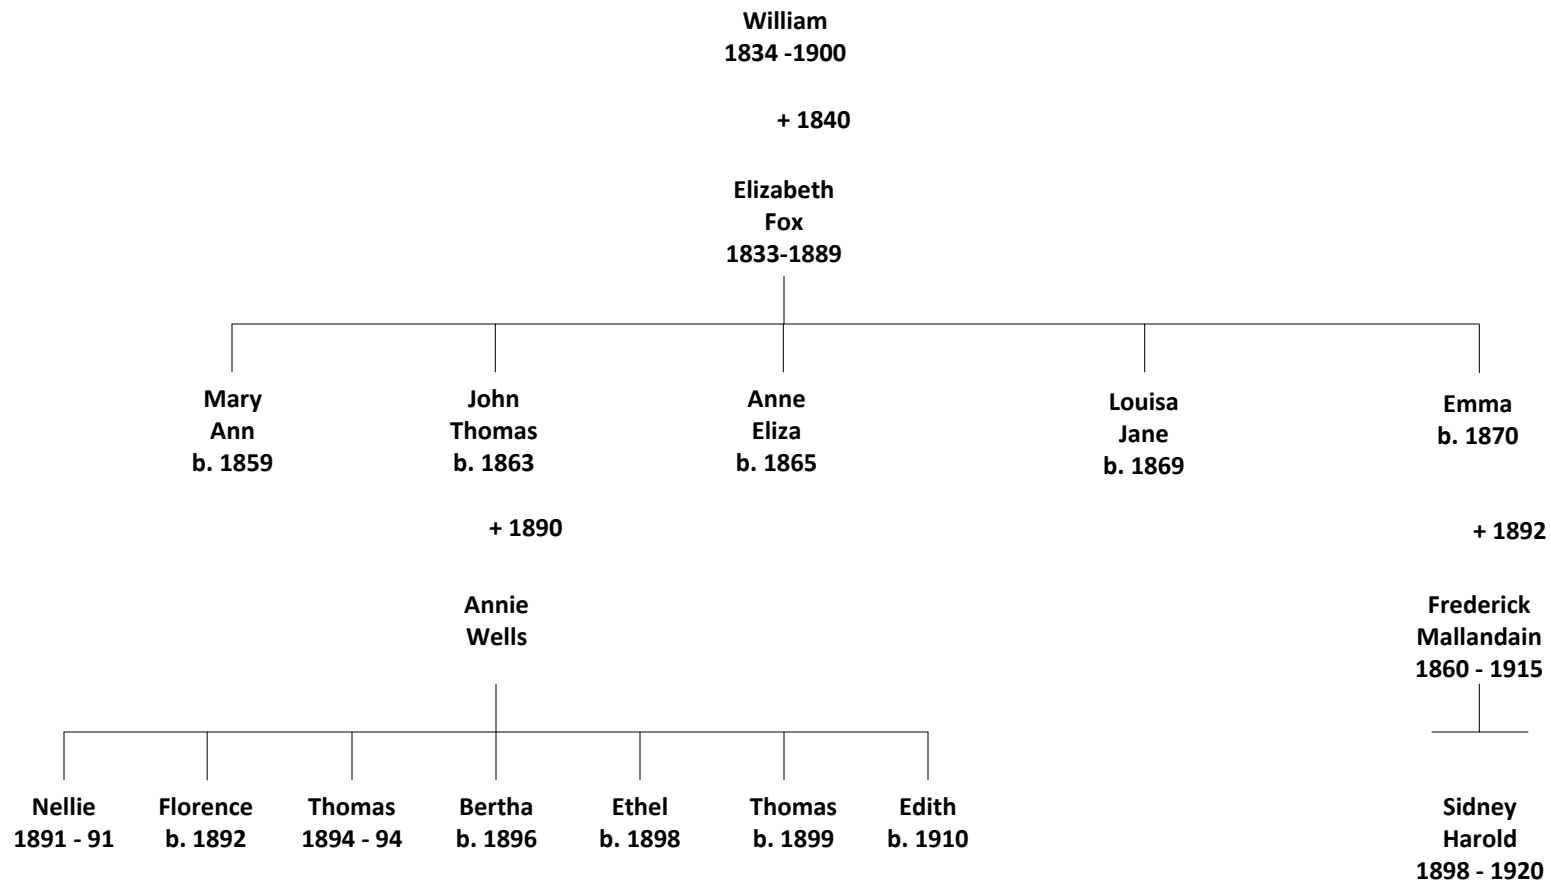 William
1834 -1900
+ 1840
Elizabeth
Fox
1833-1889
Mary
Ann
b. 1859
John
Thomas
b. 1863
Anne
Eliza
b. 1865
Louisa
Jane
b. 1869
Emma
b. 1870
+ 1890
+ 1892
Annie
Wells
Frederick
Mallandain
1860 - 1915
Nellie
1891 - 91
Florence
b. 1892
Thomas
1894 - 94
Bertha
b. 1896
Ethel
b. 1898
Thomas
b. 1899
Edith
b. 1910
Sidney
Harold
1898 - 1920